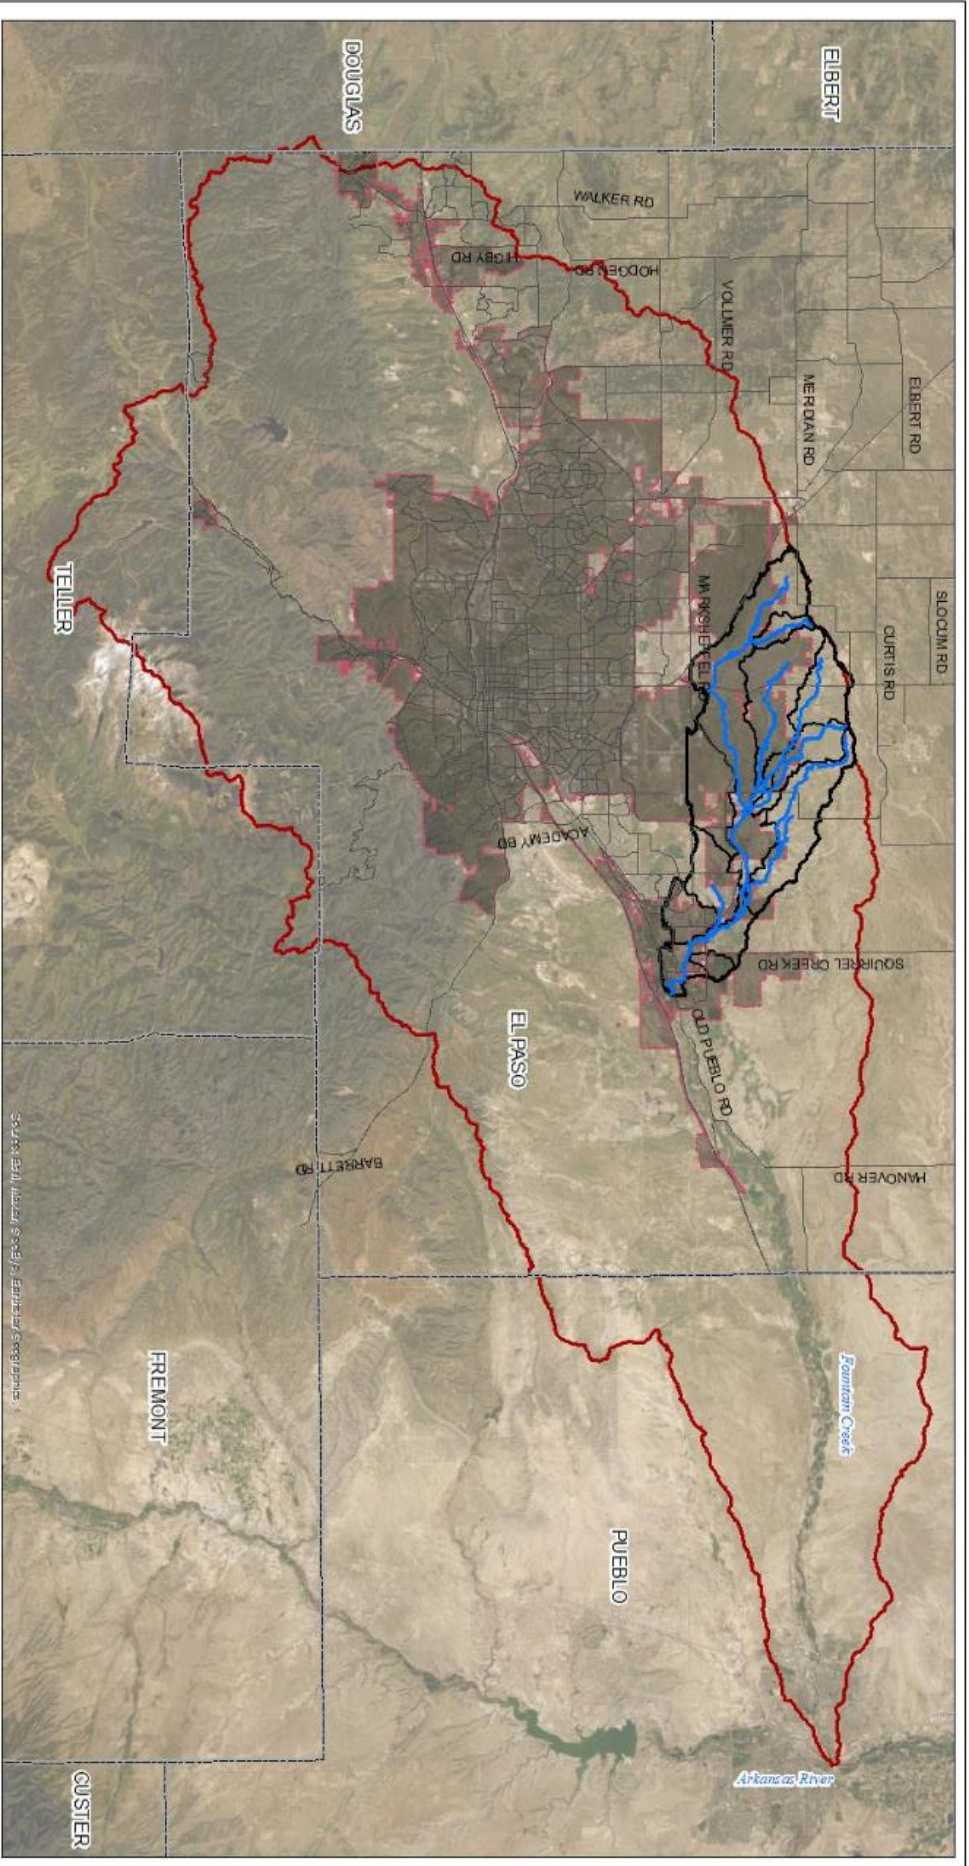 DOUGLAS
ELBERT
WALKER RD
HIGBY RD
HODGEN RD
VOLLMER RD
MERIDIAN RD
ELBERT RD
TELLER
SLOCUM RD
CURTIS RD
ACADEMY BD
SQUIRREL CREEK RD
EL PASO
OLD PUEBLO RD
BARRETT RD
HANOVER RD
FREMONT
Fountain Creek
PUEBLO
Arkansas River
CUSTER